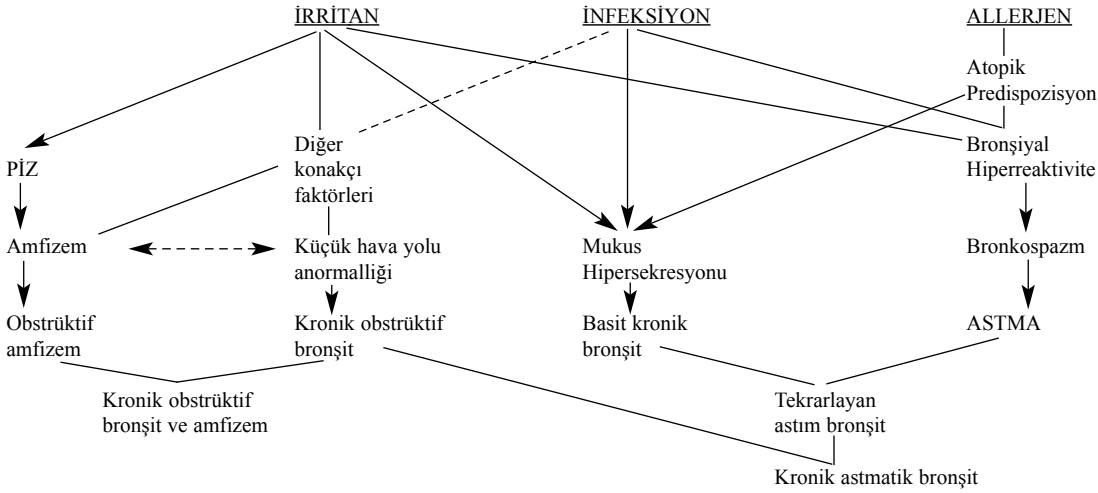 İRRİTAN
İNFEKSİYON
ALLERJEN
Atopik
Predispozisyon
PİZ
Diğer
konakçı
faktörleri
Bronşiyal
Hiperreaktivite
Amfizem
Küçük hava yolu
anormalliği
Mukus
Hipersekresyonu
Bronkospazm
Obstrüktif
amfizem
Kronik obstrüktif
bronşit
Basit kronik
bronşit
ASTMA
Kronik obstrüktif
bronşit ve amfizem
Tekrarlayan
astım bronşit
Kronik astmatik bronşit